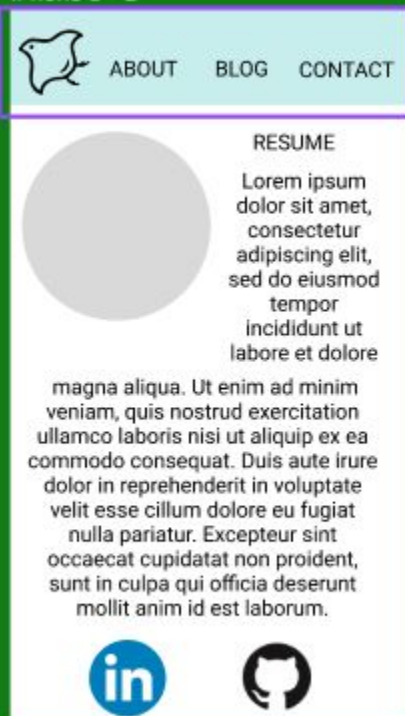 ABOUT BLOG CONTACT
RESUME
Lorem ipsum
dolor sit amet,
consectetur
adipiscing elit,
sed do eiusmod
tempor
incididunt ut
labore et dolore
magna aliqua. Ut enim ad minim
veniam, quis nostrud exercitation
ullamco laboris nisi ut aliquip ex ea
commodo consequat. Duis aute irure
dolor in reprehenderit in voluptate
velit esse cillum dolore eu fugiat
nulla pariatur. Excepteur sint
occaecat cupidatat non proident,
sunt in culpa qui officia deserunt
mollit anim id est laborum.
in